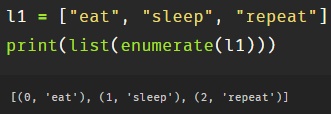 l1 = ["eat", "sleep", "repeat"]
print(list(enumerate(l1)))
[(0, 'eat'), (1, 'sleep'), (2, 'repeat')]